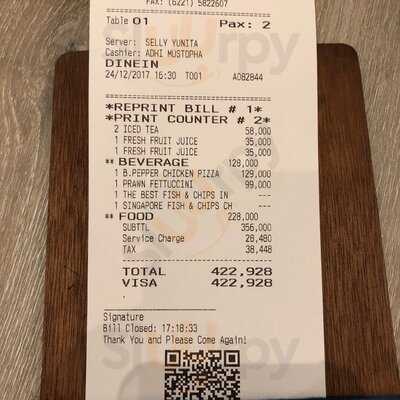 FAX: (6221) 5822607
Table 01 Pax: 2
Server: SELLY YUNITA
Cashier: ADHI MUSTOPHA
DINEIN
24/12/2017 16:30 T001 A082844
*REPRINT BILL # 1*
*PRINT COUNTER # 2*
2 ICED TEA 58,000
1 FRESH FRUIT JUICE 35,000
1 FRESH FRUIT JUICE 35,000
** BEVERAGE 128,000
1 B.PEPPER CHICKEN PIZZA 129,000
1 PRAWN FETTUCCINI 99,000
1 THE BEST FISH & CHIPS IN ---
1 SINGAPORE FISH & CHIPS CH ---
** FOOD 228,000
SUBTTL 356,000
Service Charge 28,480
TAX 38,448
TOTAL 422,928
VISA 422,928
Signature
Bill Closed: 17:18:33
Thank You and Please Come Again!